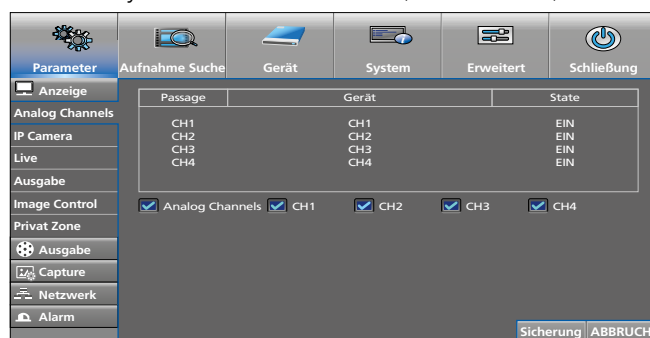 Parameter Aufnahme Suche Gerät System Erweitert Schließung
Anzeige
Analog Channels
IP Camera
Live
Ausgabe
Image Control
Privat Zone
Ausgabe
Capture
Netzwerk
Alarm
Passage Gerät State
CH1 CH1 EIN
CH2 CH2 EIN
CH3 CH3 EIN
CH4 CH4 EIN
Analog Channels CH1 CH2 CH3 CH4
Sicherung ABBRUCH